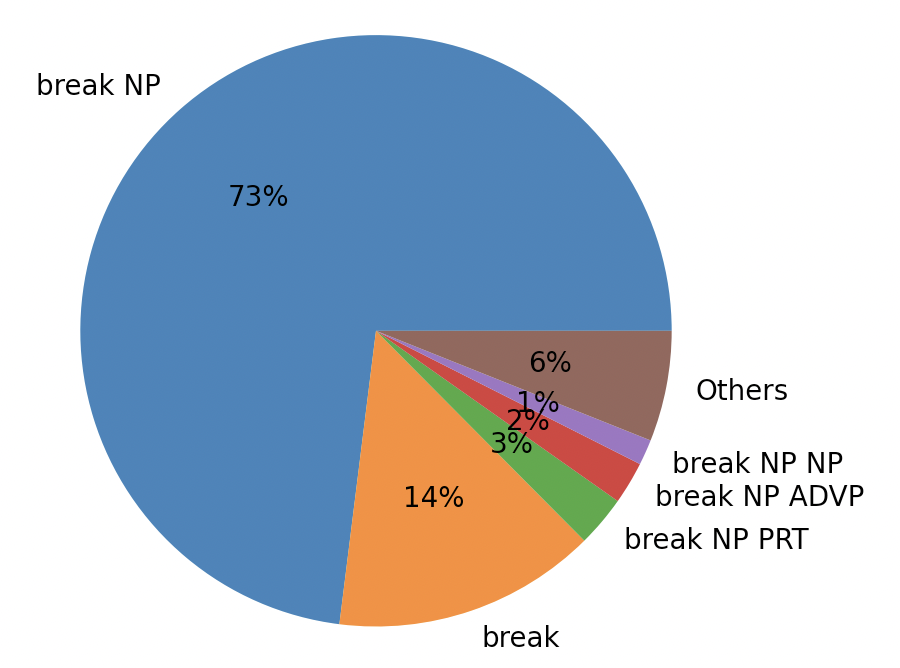 break NP
73%
6%
Others
1%
2%
3%
break NP NP
break NP ADVP
14%
break NP PRT
break